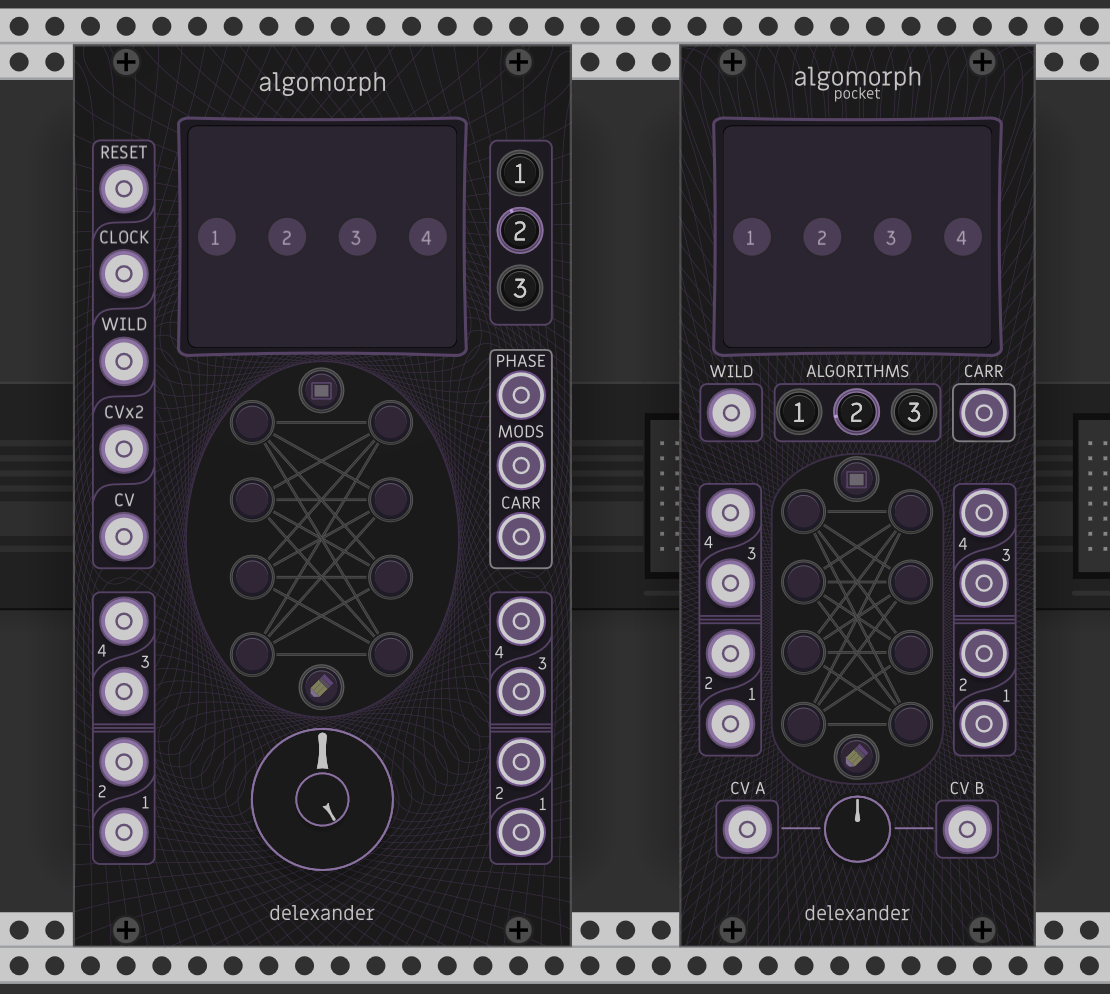 algomorph
RESET
CLOCK
WILD
CVx2
CV
1 2 3 4
1
2
3
PHASE
MODS
CARR
4
3
2
1
4
3
2
1
delexander
algomorph
pocket
1 2 3 4
WILD ALGORITHMS CARR
1 2 3
4
3
2
1
4
3
2
1
CV A CV B
delexander